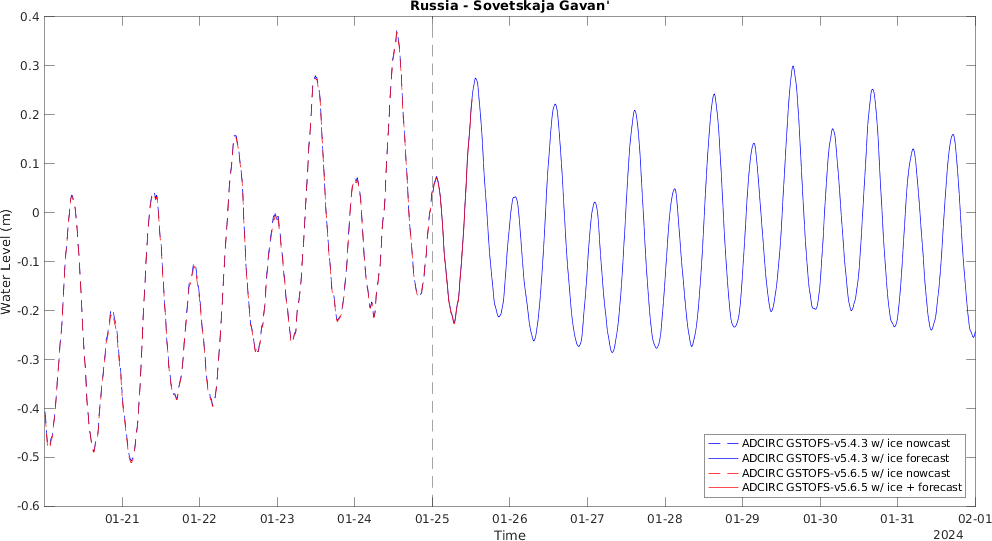 Russia - Sovetskaja Gavan'
Water Level (m)
0.4
0.3
0.2
0.1
0
-0.1
-0.2
-0.3
-0.4
-0.5
-0.6
ADCIRC GSTOFS-v5.4.3 w/ ice nowcast
ADCIRC GSTOFS-v5.4.3 w/ ice forecast
ADCIRC GSTOFS-v5.6.5 w/ ice nowcast
ADCIRC GSTOFS-v5.6.5 w/ ice + forecast
01-21 01-22 01-23 01-24 01-25 01-26 01-27 01-28 01-29 01-30 01-31 02-01
Time
2024